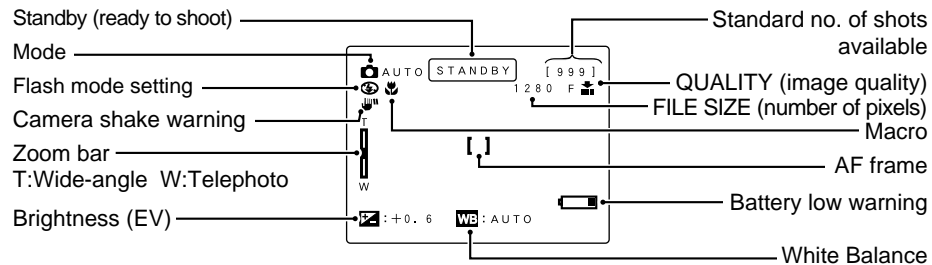 Standby (ready to shoot)
Mode
Flash mode setting
Camera shake warning
Zoom bar
T:Wide-angle W:Telephoto
Brightness (EV)
AUTO
STANDBY
[999]
1280 F
T
W
[ ]
:+0.6
WB:AUTO
Standard no. of shots
available
QUALITY (image quality)
FILE SIZE (number of pixels)
Macro
AF frame
Battery low warning
White Balance